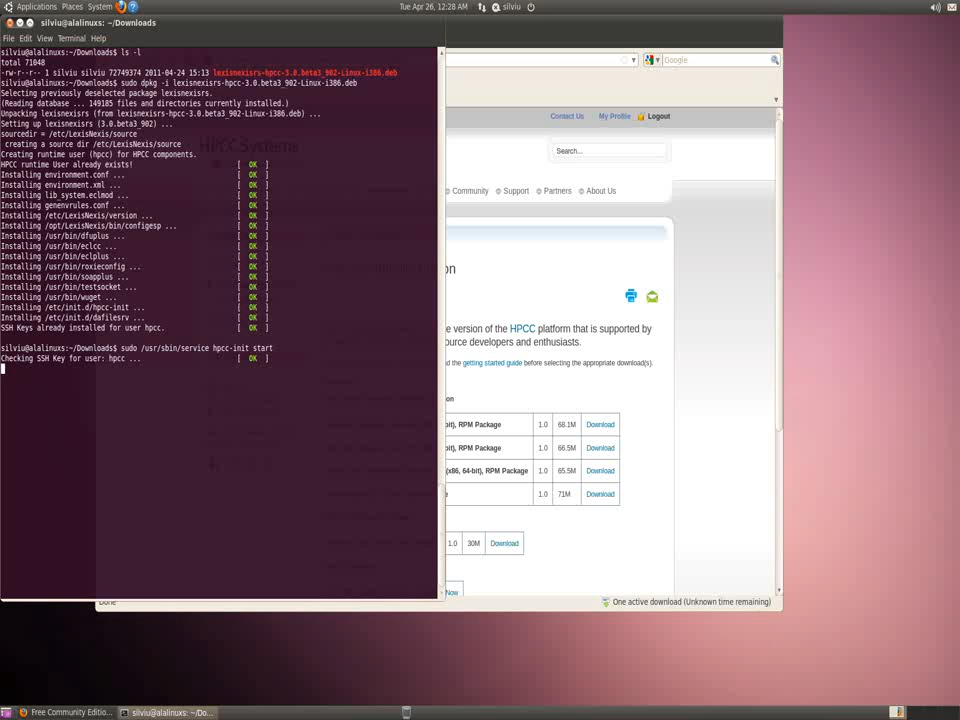 Applications Places System
Tue Apr 26, 12:28 AM
silviu
silviu@alalinuxs: ~/Downloads
File Edit View Terminal Help
silviu@alalinuxs:~/Downloads$ ls -l
total 71048
-rw-r--r-- 1 silviu silviu 72749374 2011-04-24 15:13 lexisnexisrs-hpcc-3.0.beta3_902-Linux-i386.deb
silviu@alalinuxs:~/Downloads$ sudo dpkg -i lexisnexisrs-hpcc-3.0.beta3_902-Linux-i386.deb
Selecting previously deselected package lexisnexisrs.
(Reading database ... 149185 files and directories currently installed.)
Unpacking lexisnexisrs (from lexisnexisrs-hpcc-3.0.beta3_902-Linux-i386.deb) ...
Setting up lexisnexisrs (3.0.beta3_902) ...
sourcedir = /etc/LexisNexis/source
creating a source dir /etc/LexisNexis/source
Creating runtime user (hpcc) for HPCC components.
HPCC runtime User already exists! [ OK ]
Installing environment.conf ... [ OK ]
Installing environment.xml ... [ OK ]
Installing lib_system.eclmod ... [ OK ]
Installing genenvrules.conf ... [ OK ]
Installing /etc/LexisNexis/version ... [ OK ]
Installing /opt/LexisNexis/bin/configesp ... [ OK ]
Installing /usr/bin/dfuplus ... [ OK ]
Installing /usr/bin/eclcc ... [ OK ]
Installing /usr/bin/eclplus ... [ OK ]
Installing /usr/bin/roxieconfig ... [ OK ]
Installing /usr/bin/soapplus ... [ OK ]
Installing /usr/bin/testsocket ... [ OK ]
Installing /usr/bin/wuget ... [ OK ]
Installing /etc/init.d/hpcc-init ... [ OK ]
Installing /etc/init.d/dafilesrv ... [ OK ]
SSH Keys already installed for user hpcc. [ OK ]
silviu@alalinuxs:~/Downloads$ sudo /usr/sbin/service hpcc-init start
Checking SSH Key for user: hpcc ... [ OK ]
HPCC Systems
Google
Contact Us My Profile Logout
Search...
Community Support Partners About Us
on
e version of the HPCC platform that is supported by
ource developers and enthusiasts.
d the getting started guide before selecting the appropriate download(s).
on
bit), RPM Package 1.0 68.1M Download
bit), RPM Package 1.0 66.5M Download
(x86, 64-bit), RPM Package 1.0 65.5M Download
e 1.0 71M Download
1.0 30M Download
Now
Done
One active download (Unknown time remaining)
Free Community Editio...
silviu@alalinuxs: ~/Do...